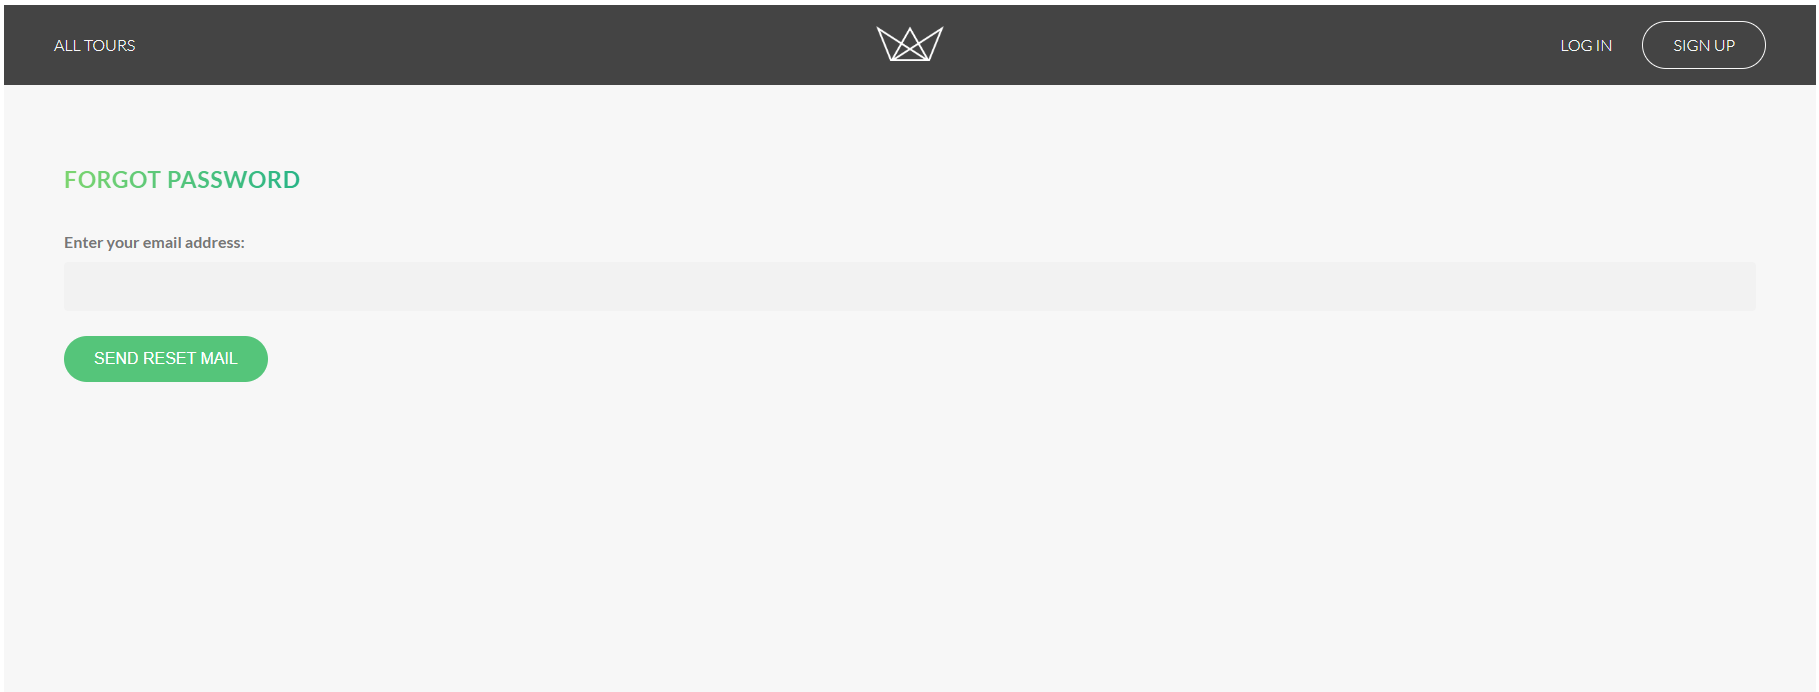 ALL TOURS
LOG IN
SIGN UP
FORGOT PASSWORD
Enter your email address:
SEND RESET MAIL